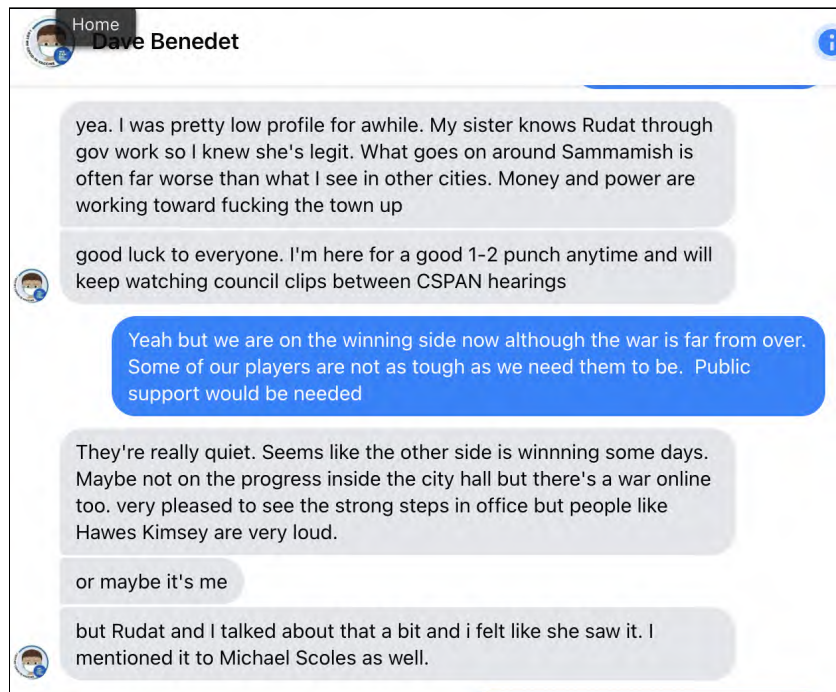 Home
Dave Benedet
yea. I was pretty low profile for awhile. My sister knows Rudat through
gov work so I knew she's legit. What goes on around Sammamish is
often far worse than what I see in other cities. Money and power are
working toward fucking the town up
good luck to everyone. I'm here for a good 1-2 punch anytime and will
keep watching council clips between CSPAN hearings
Yeah but we are on the winning side now although the war is far from over.
Some of our players are not as tough as we need them to be.  Public
support would be needed
They're really quiet. Seems like the other side is winnning some days.
Maybe not on the progress inside the city hall but there's a war online
too. very pleased to see the strong steps in office but people like
Hawes Kimsey are very loud.
or maybe it's me
but Rudat and I talked about that a bit and i felt like she saw it. I
mentioned it to Michael Scoles as well.